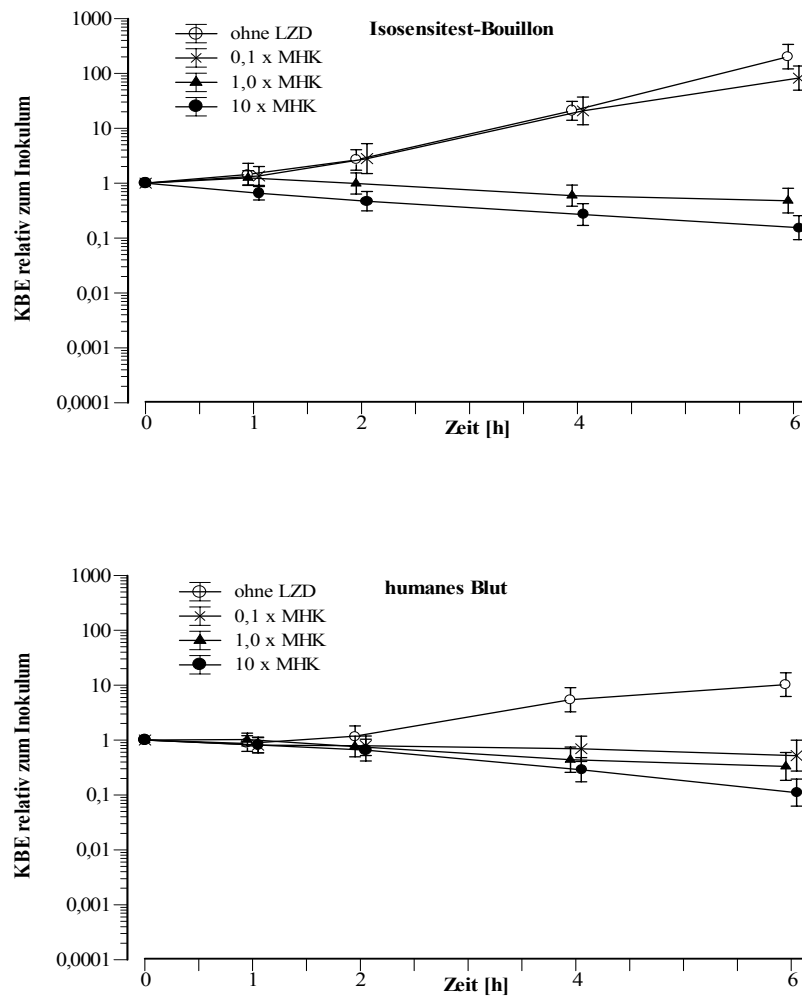 Isosensitest-Bouillon
ohne LZD
0,1 x MHK
1,0 x MHK
10 x MHK
KBE relativ zum Inokulum
1000
100
10
1
0,1
0,01
0,001
0,0001
0 1 2 4 6
Zeit [h]
humanes Blut
ohne LZD
0,1 x MHK
1,0 x MHK
10 x MHK
KBE relativ zum Inokulum
1000
100
10
1
0,1
0,01
0,001
0,0001
0 1 2 4 6
Zeit [h]